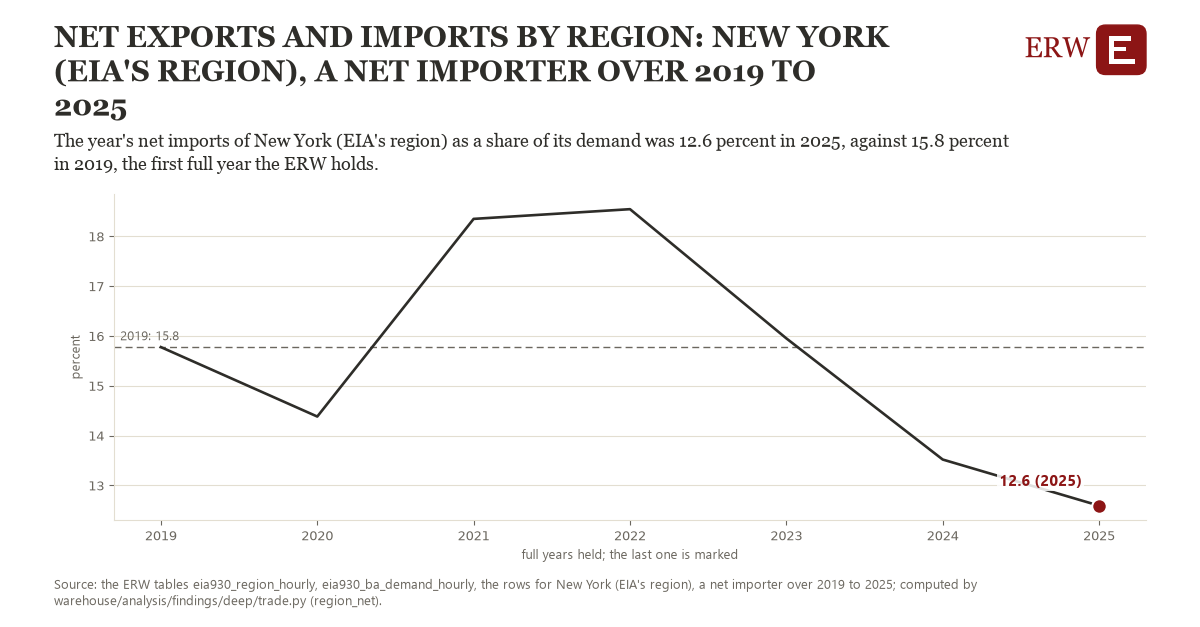 NET EXPORTS AND IMPORTS BY REGION: NEW YORK
(EIA'S REGION), A NET IMPORTER OVER 2019 TO
2025
ERW E
The year's net imports of New York (EIA's region) as a share of its demand was 12.6 percent in 2025, against 15.8 percent
in 2019, the first full year the ERW holds.
18
17
16
15
14
13
percent
2019: 15.8
12.6 (2025)
2019 2020 2021 2022 2023 2024 2025
full years held; the last one is marked
Source: the ERW tables eia930_region_hourly, eia930_ba_demand_hourly, the rows for New York (EIA's region), a net importer over 2019 to 2025; computed by
warehouse/analysis/findings/deep/trade.py (region_net).